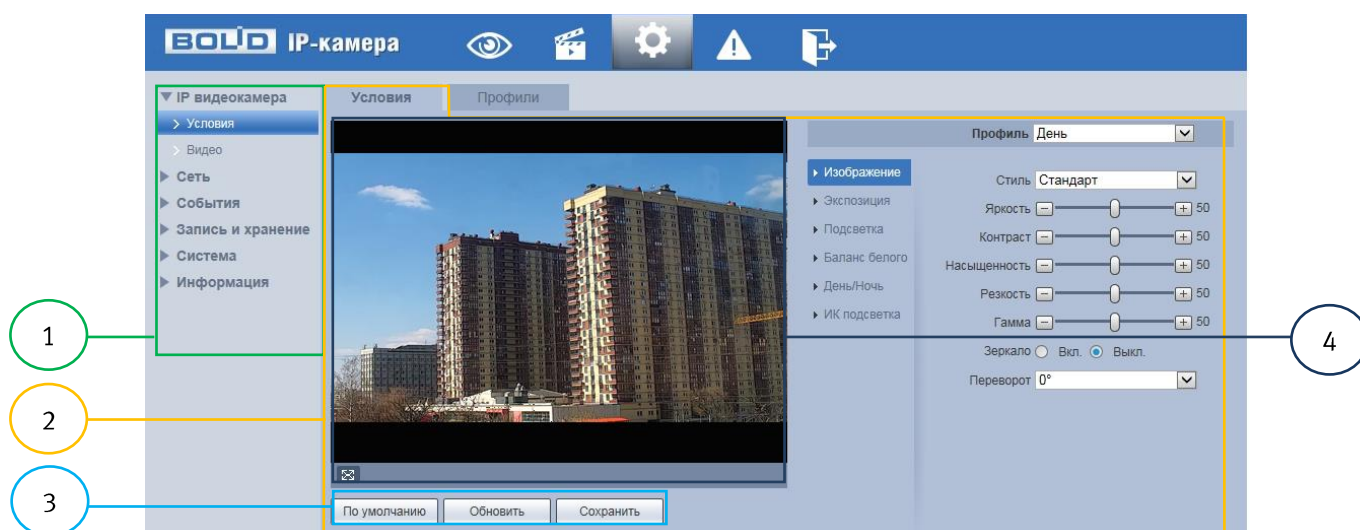 BOLID IP-камера
IP видеокамера
Условия
Видео
Сеть
События
Запись и хранение
Система
Информация
Условия
Профили
Профиль День
Изображение
Экспозиция
Подсветка
Баланс белого
День/Ночь
ИК подсветка
Стиль Стандарт
Яркость 50
Контраст 50
Насыщенность 50
Резкость 50
Гамма 50
Зеркало Вкл. Выкл.
Переворот 0°
По умолчанию Обновить Сохранить
1
2
3
4